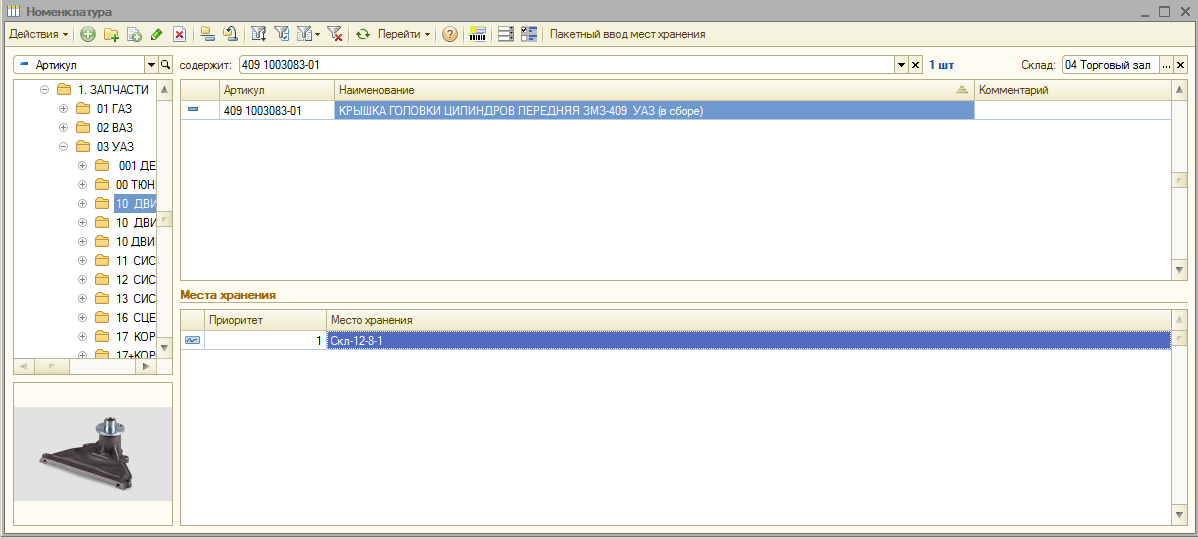 Номенклатура
Действия Перейти Пакетный ввод мест хранения
Артикул содержит: 409 1003083-01 1 шт Склад: 04 Торговый зал ...
1. ЗАПЧАСТИ
01 ГАЗ
02 ВАЗ
03 УАЗ
001 ДЕ
00 ТЮН
10 ДВИ
10 ДВИ
10 ДВИ
11 СИС
12 СИС
13 СИС
16 СЦЕ
17 КОР
17+КОР
Артикул Наименование Комментарий
409 1003083-01 КРЫШКА ГОЛОВКИ ЦИЛИНДРОВ ПЕРЕДНЯЯ ЗМЗ-409 УАЗ (в сборе)
Места хранения
Приоритет Место хранения
1 Скл-12-8-1